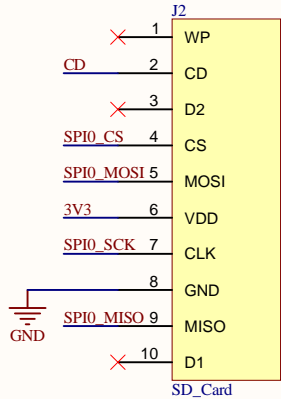 J2
1 WP
CD 2 CD
3 D2
SPI0_CS 4 CS
SPI0_MOSI 5 MOSI
3V3 6 VDD
SPI0_SCK 7 CLK
8 GND
GND
SPI0_MISO 9 MISO
10 D1
SD_Card